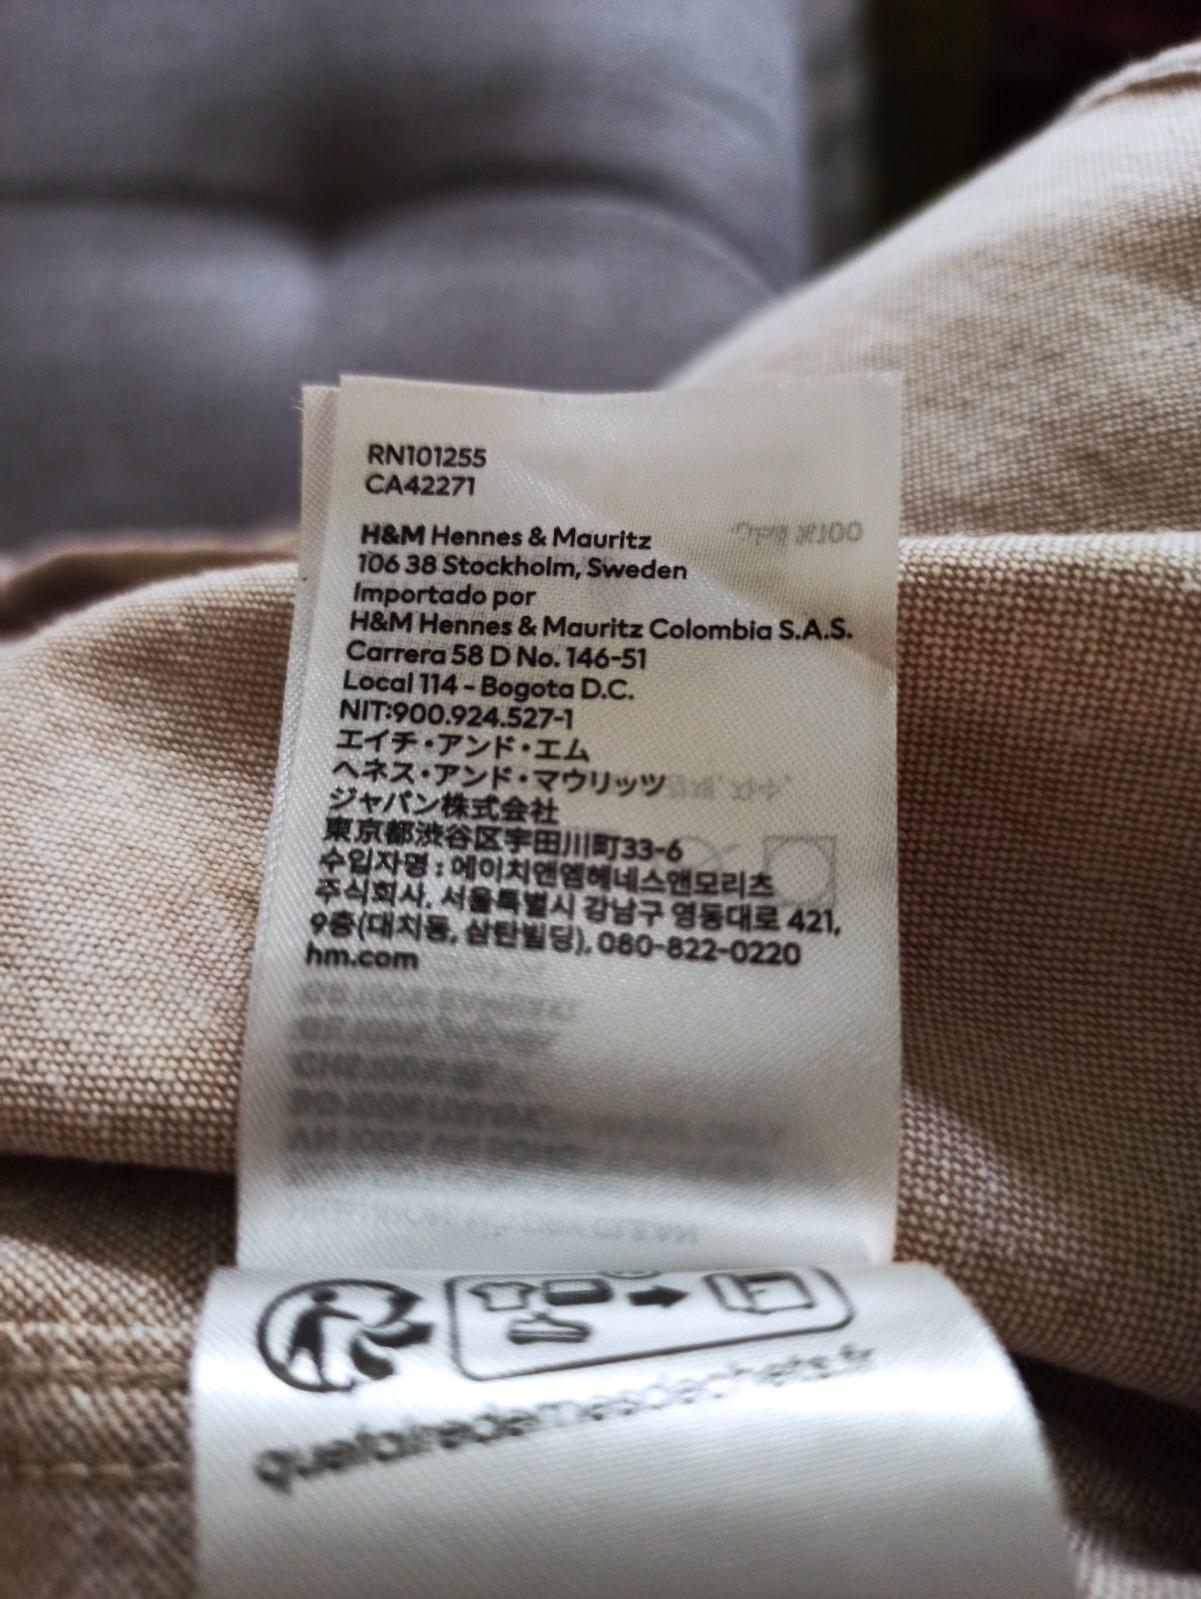 RN101255
CA42271
H&M Hennes & Mauritz
106 38 Stockholm, Sweden
Importado por
H&M Hennes & Mauritz Colombia S.A.S.
Carrera 58 D No. 146-51
Local 114 - Bogota D.C.
NIT:900.924.527-1
エイチ・アンド・エム
ヘネス・アンド・マウリッツ
ジャパン株式会社
東京都渋谷区宇田川町33-6
수입자명 : 에이치앤엠헤네스앤모리츠
주식회사, 서울특별시 강남구 영동대로 421,
9층(대치동, 삼탄빌딩), 080-822-0220
hm.com
quefairedemesdechets.fr